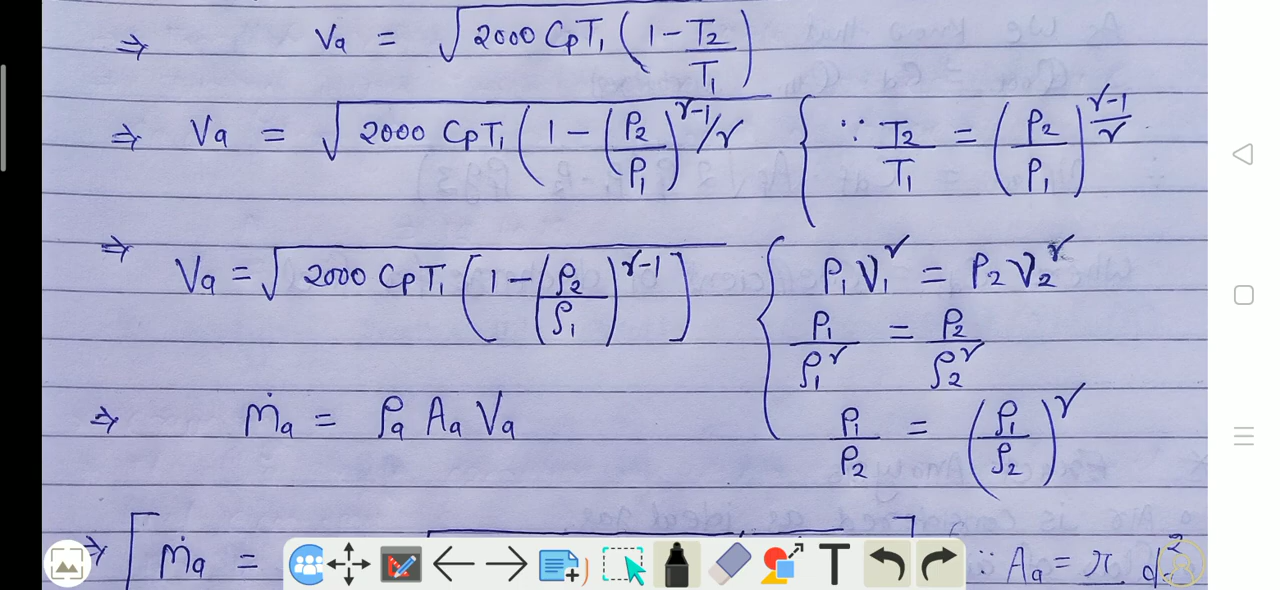 ⇒ Va = √2000 CpT₁ (1 - T₂/T₁)
⇒ Va = √2000 CpT₁ (1 - (P₂/P₁)^γ-1/γ { ∵ T₂/T₁ = (P₂/P₁)^γ-1/γ
⇒ Va = √2000 CpT₁ [1 - (ρ₂/ρ₁)^γ-1] { P₁V₁^γ = P₂V₂^γ
P₁/ρ₁^γ = P₂/ρ₂^γ
⇒ ṁa = ρa Aa Va
P₁/P₂ = (ρ₁/ρ₂)^γ
⇒ [ ṁa =
∵ Aa = π d²
T